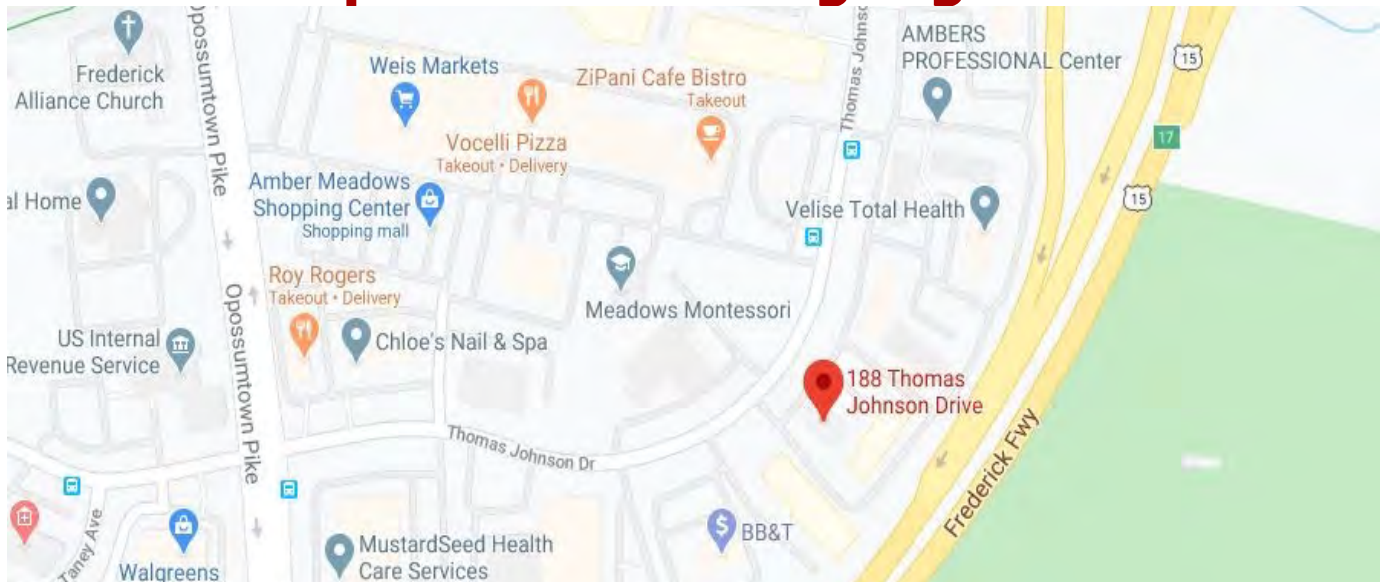 Opossumtown Pike
Frederick
Alliance Church
Weis Markets
ZiPani Cafe Bistro
Takeout
Thomas Johnso
AMBERS
PROFESSIONAL Center
15
Vocelli Pizza
Takeout • Delivery
17
al Home
Amber Meadows
Shopping Center
Shopping mall
Velise Total Health
15
Roy Rogers
Takeout • Delivery
Opossumtown Pike
Meadows Montessori
US Internal
Revenue Service
Chloe's Nail & Spa
188 Thomas
Johnson Drive
Thomas Johnson Dr
Frederick Fwy
Taney Ave
Walgreens
MustardSeed Health
Care Services
$
BB&T